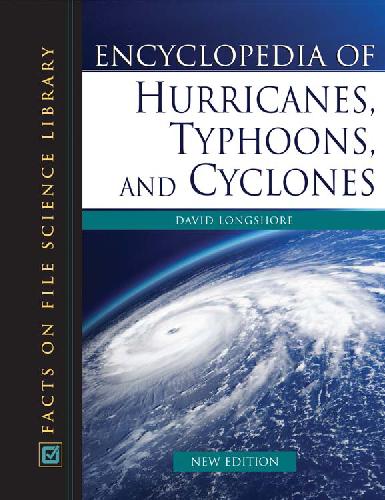 ENCYCLOPEDIA OF
HURRICANES,
TYPHOONS,
AND CYCLONES
DAVID LONGSHORE
NEW EDITION
FACTS ON FILE SCIENCE LIBRARY